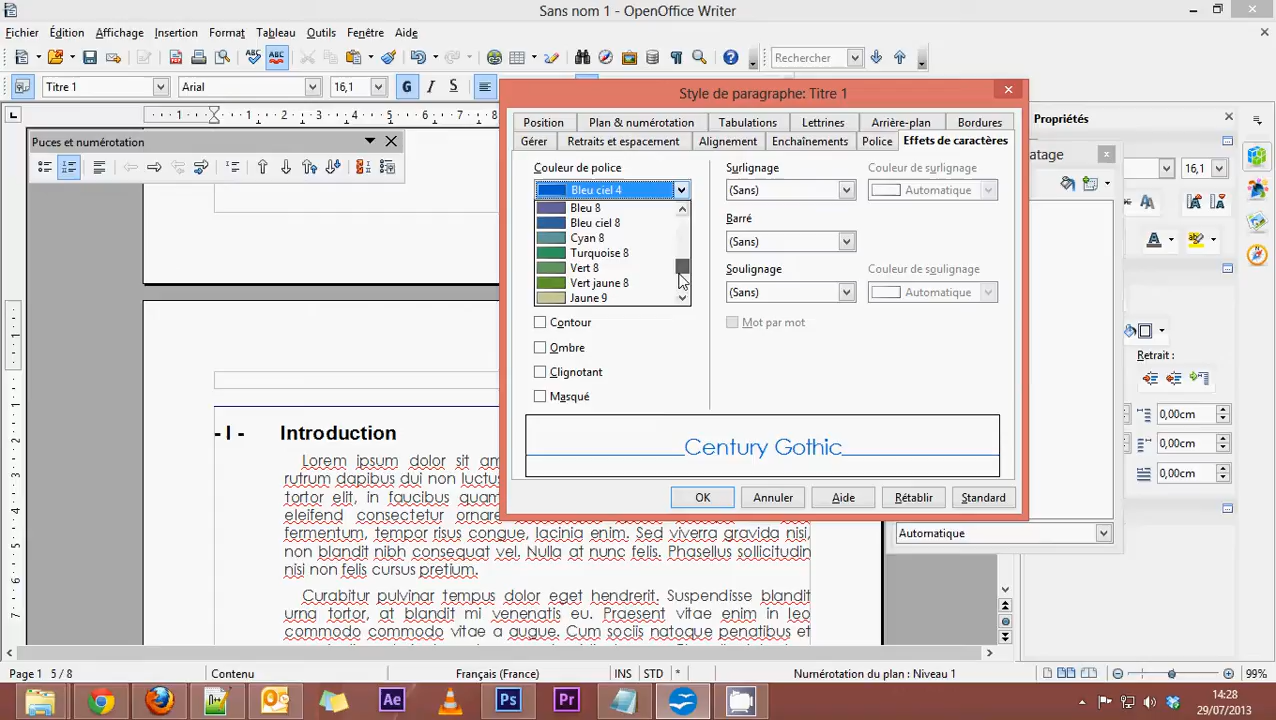 Sans nom 1 - OpenOffice Writer
Fichier Édition Affichage Insertion Format Tableau Outils Fenêtre Aide
Rechercher
Titre 1 Arial 16,1 G I S
Style de paragraphe: Titre 1
Position Plan & numérotation Tabulations Lettrines Arrière-plan Bordures
Gérer Retraits et espacement Alignement Enchaînements Police Effets de caractères
Couleur de police
Bleu ciel 4
Bleu 8
Bleu ciel 8
Cyan 8
Turquoise 8
Vert 8
Vert jaune 8
Jaune 9
Contour
Ombre
Clignotant
Masqué
Surlignage
(Sans)
Couleur de surlignage
Automatique
Barré
(Sans)
Soulignage
(Sans)
Couleur de soulignage
Automatique
Mot par mot
Century Gothic
OK Annuler Aide Rétablir Standard
Puces et numérotation
- I - Introduction
Lorem ipsum dolor sit am
rutrum dapibus dui non luctus
tortor elit, in faucibus quam
eleifend consectetur ornare
fermentum, tempor risus congue, lacinia enim. Sed viverra gravida nisi,
non blandit nibh consequat vel. Nulla at nunc felis. Phasellus sollicitudin
nisi non felis cursus pretium.
Curabitur pulvinar tempus dolor eget hendrerit. Suspendisse blandit
urna tortor, at blandit mi venenatis eu. Praesent vitae enim in leo
commodo commodo vitae a augue. Cum sociis natoque penatibus et
Propriétés
atage
16,1
Retrait :
0,00cm
0,00cm
0,00cm
Automatique
Page 1 5 / 8 Contenu Français (France) INS STD * Numérotation du plan : Niveau 1 99%
Ae Ps Pr
14:28
29/07/2013